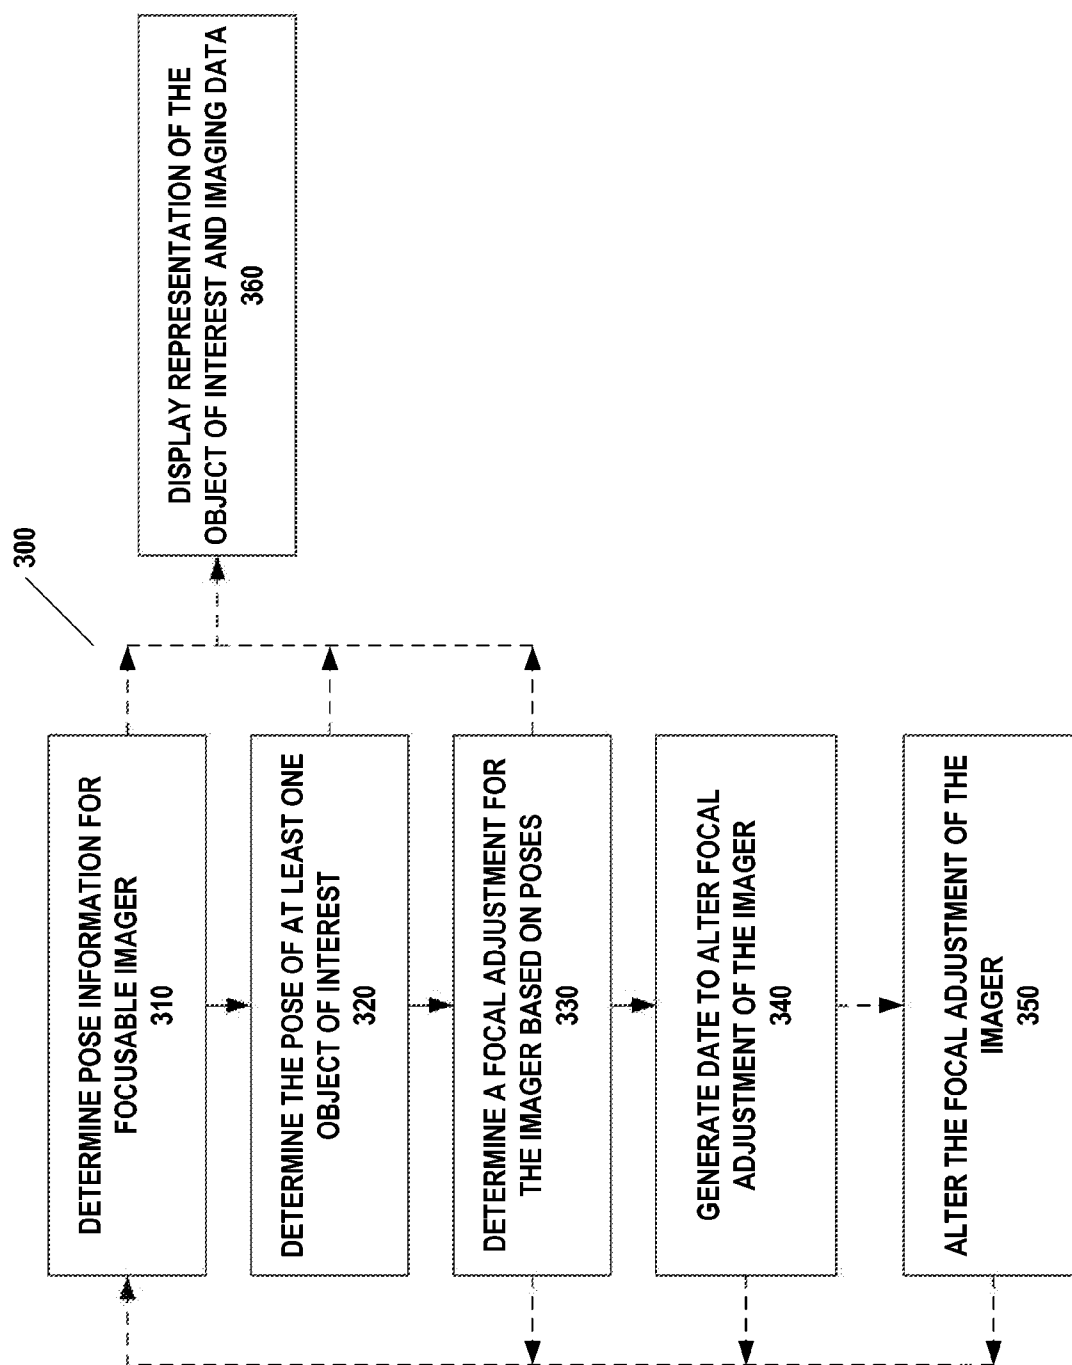 300
DETERMINE POSE INFORMATION FOR
FOCUSABLE IMAGER
310
DETERMINE THE POSE OF AT LEAST ONE
OBJECT OF INTEREST
320
DETERMINE A FOCAL ADJUSTMENT FOR
THE IMAGER BASED ON POSES
330
GENERATE DATE TO ALTER FOCAL
ADJUSTMENT OF THE IMAGER
340
ALTER THE FOCAL ADJUSTMENT OF THE
IMAGER
350
DISPLAY REPRESENTATION OF THE
OBJECT OF INTEREST AND IMAGING DATA
360